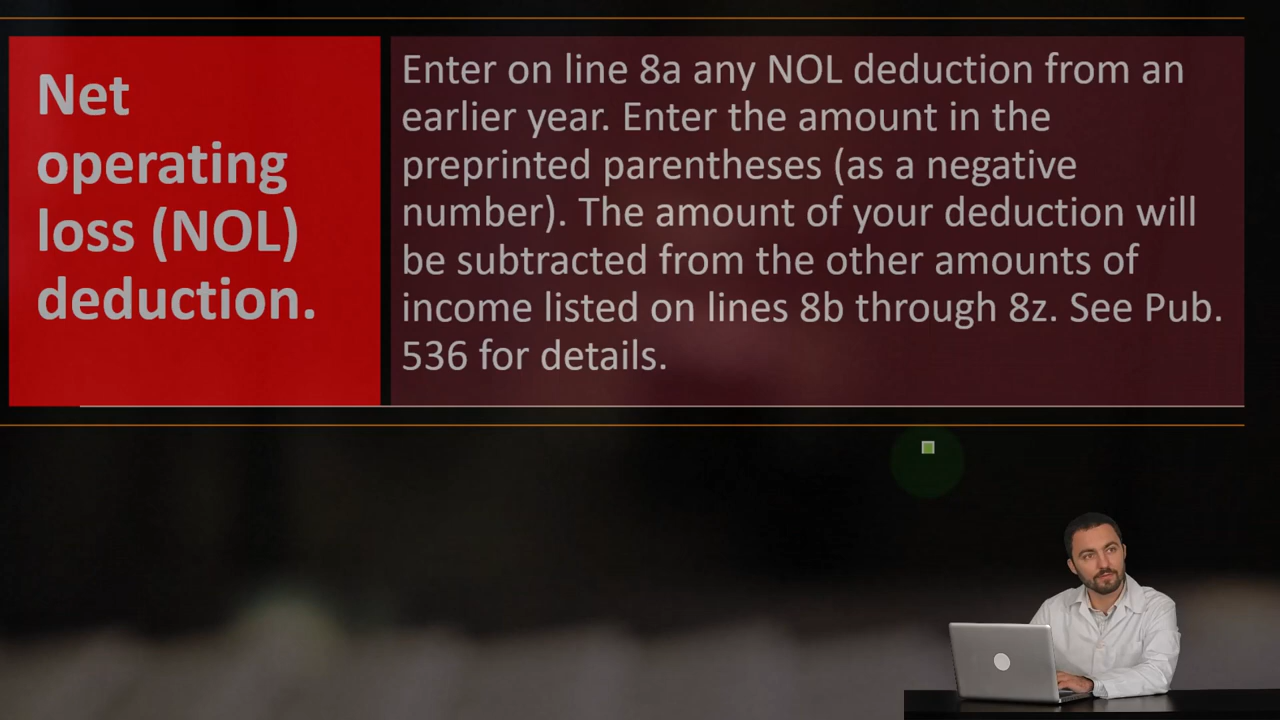 Net
operating
loss (NOL)
deduction.
Enter on line 8a any NOL deduction from an
earlier year. Enter the amount in the
preprinted parentheses (as a negative
number). The amount of your deduction will
be subtracted from the other amounts of
income listed on lines 8b through 8z. See Pub.
536 for details.